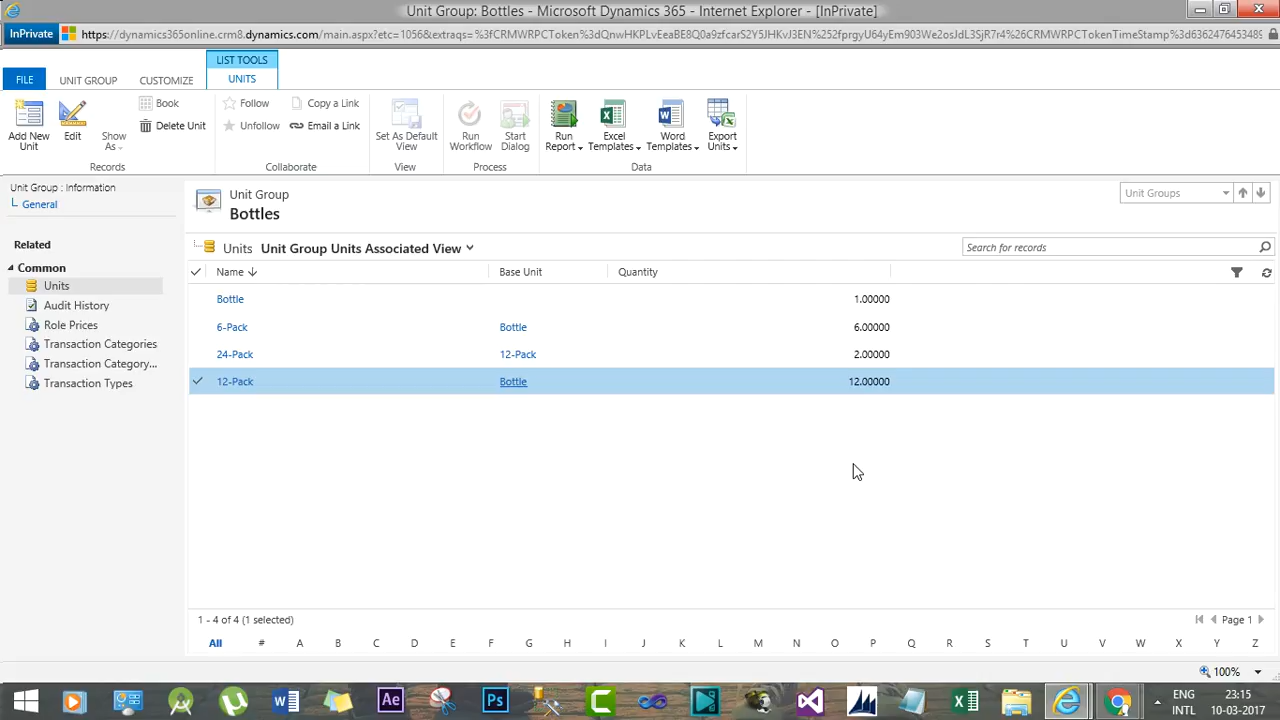 Unit Group: Bottles - Microsoft Dynamics 365 - Internet Explorer - [InPrivate]
InPrivate
FILE
UNIT GROUP
CUSTOMIZE
LIST TOOLS
UNITS
Add New Unit
Edit
Show As
Book
Delete Unit
Records
Follow
Unfollow
Copy a Link
Email a Link
Collaborate
Set As Default View
View
Run Workflow
Start Dialog
Process
Run Report
Excel Templates
Word Templates
Export Units
Data
Unit Group : Information
General
Related
Common
Units
Audit History
Role Prices
Transaction Categories
Transaction Category...
Transaction Types
Unit Group
Bottles
Unit Groups
Units Unit Group Units Associated View
Search for records
Name Base Unit Quantity
Bottle 1.00000
6-Pack Bottle 6.00000
24-Pack 12-Pack 2.00000
12-Pack Bottle 12.00000
1 - 4 of 4 (1 selected)
Page 1
All # A B C D E F G H I J K L M N O P Q R S T U V W X Y Z
100%
W Ae Ps C X
ENG 23:15
INTL 10-03-2017